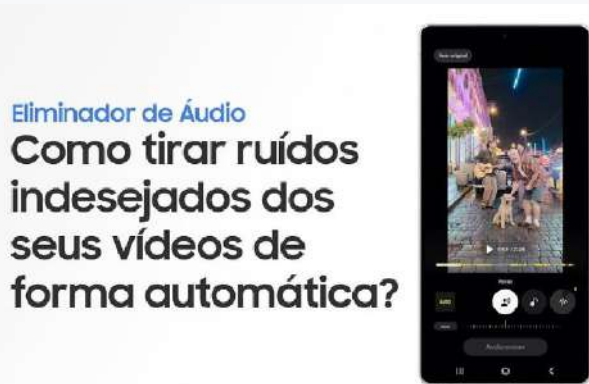 Eliminador de Áudio
Como tirar ruídos
indesejados dos
seus vídeos de
forma automática?